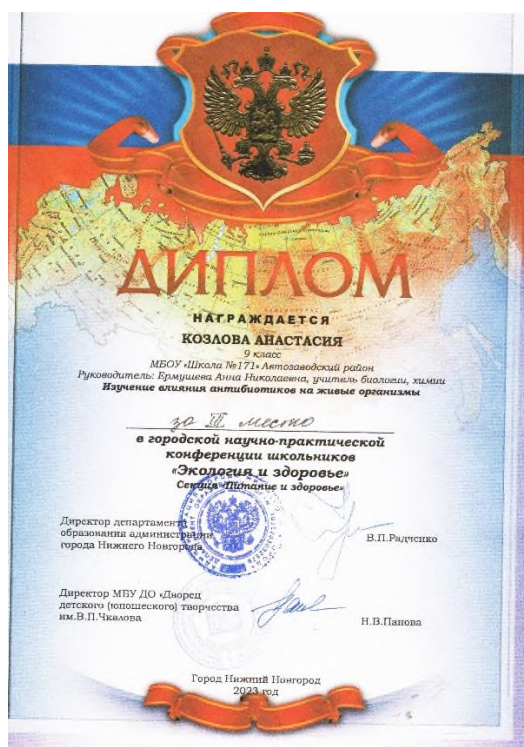 ДИПЛОМ
НАГРАЖДАЕТСЯ
КОЗЛОВА АНАСТАСИЯ
9 класс
МБОУ «Школа №171» Автозаводский район
Руководитель: Ермушева Анна Николаевна, учитель биологии, химии
Изучение влияния антибиотиков на живые организмы
за III место
в городской научно-практической
конференции школьников
«Экология и здоровье»
Секция «Питание и здоровье»
Директор департамента
образования администрации
города Нижнего Новгорода
В.П.Радченко
Директор МБУ ДО «Дворец
детского (юношеского) творчества
им.В.П.Чкалова
Н.В.Панова
Город Нижний Новгород
2023 год